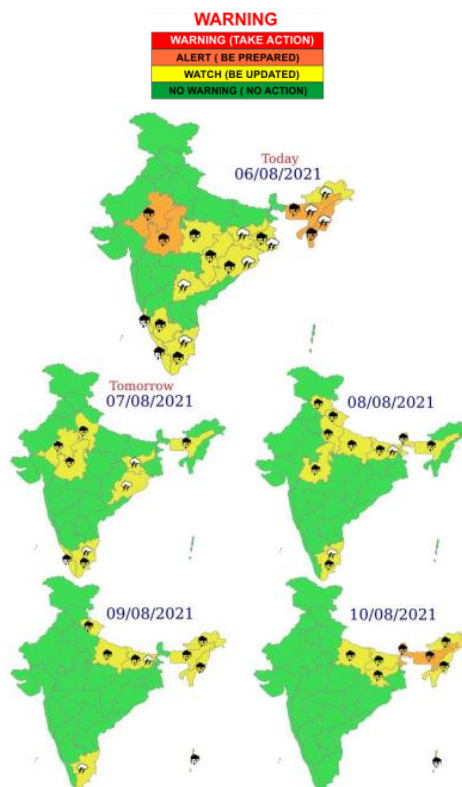 WARNING
WARNING (TAKE ACTION)
ALERT ( BE PREPARED)
WATCH (BE UPDATED)
NO WARNING ( NO ACTION)
Today
06/08/2021
Tomorrow
07/08/2021
08/08/2021
09/08/2021
10/08/2021